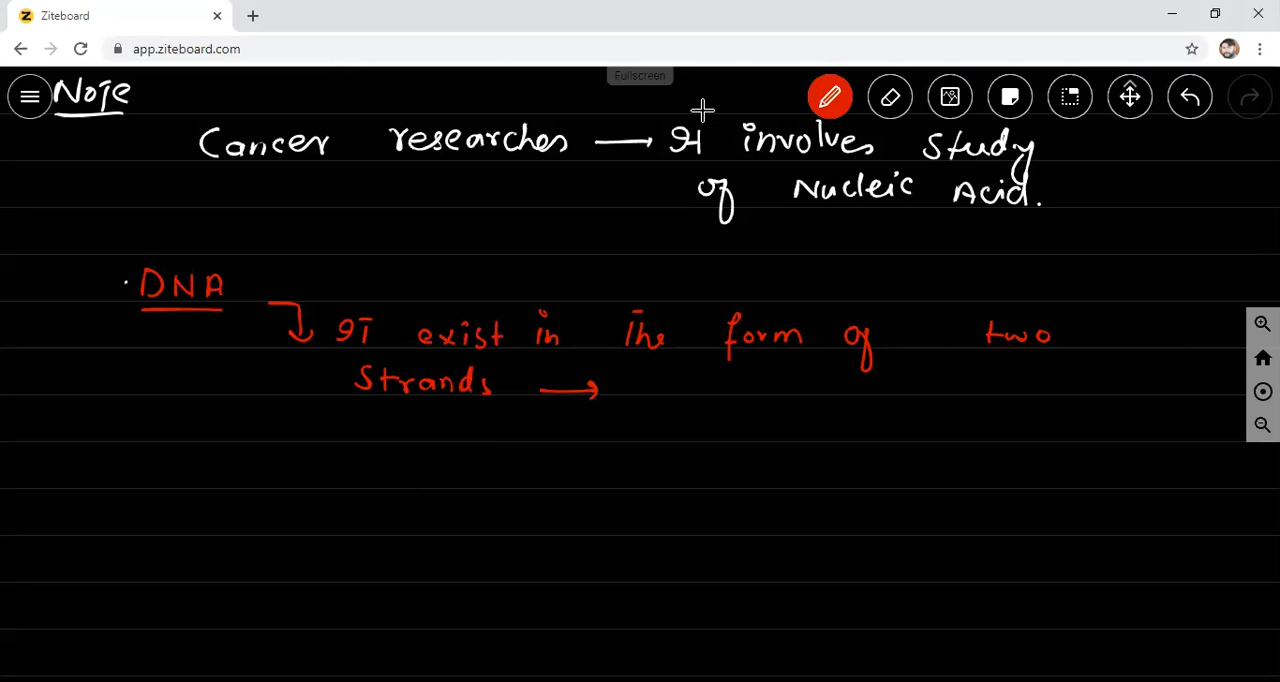 Ziteboard
app.ziteboard.com
Fullscreen
Note
Cancer researches → It involves study
of Nucleic Acid.
DNA
It exist in The form of two
Strands →